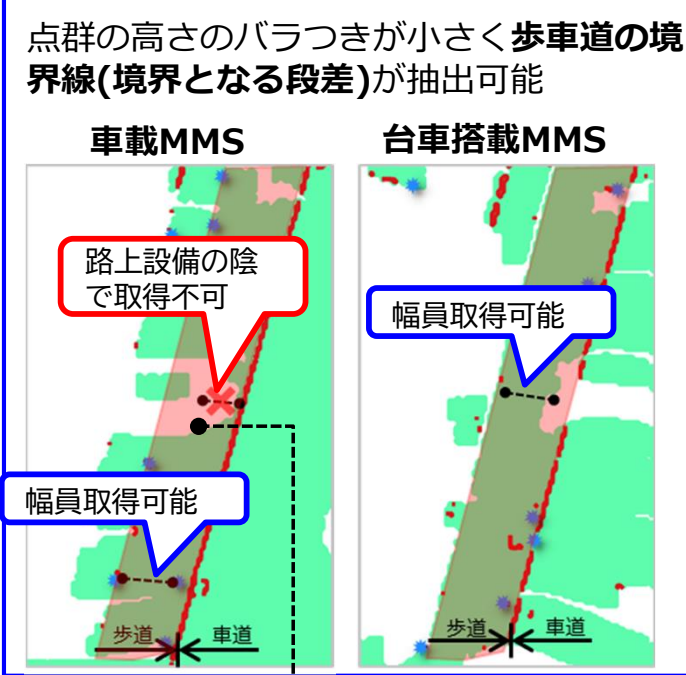 点群の高さのバラつきが小さく歩車道の境
界線(境界となる段差)が抽出可能
車載MMS
台車搭載MMS
路上設備の陰
で取得不可
幅員取得可能
幅員取得可能
歩道
車道
歩道
車道